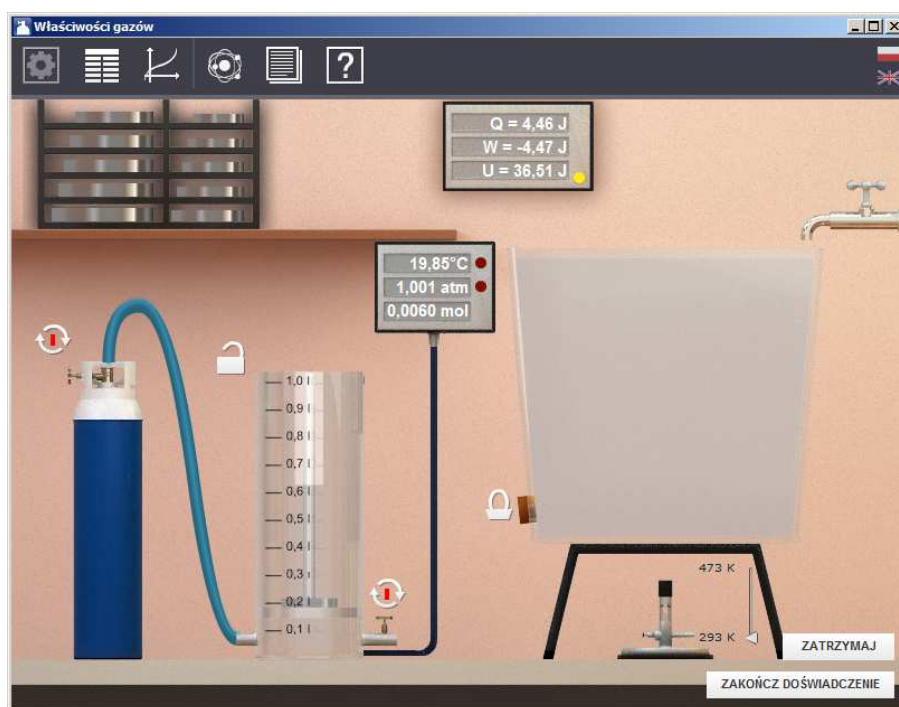 Właściwości gazów
?
Q = 4,46 J
W = -4,47 J
U = 36,51 J
19,85°C
1,001 atm
0,0060 mol
1,0 l
0,9 l
0,8 l
0,7 l
0,6 l
0,5 l
0,4 l
0,3 l
0,2 l
0,1 l
473 K
293 K
ZATRZYMAJ
ZAKOŃCZ DOŚWIADCZENIE